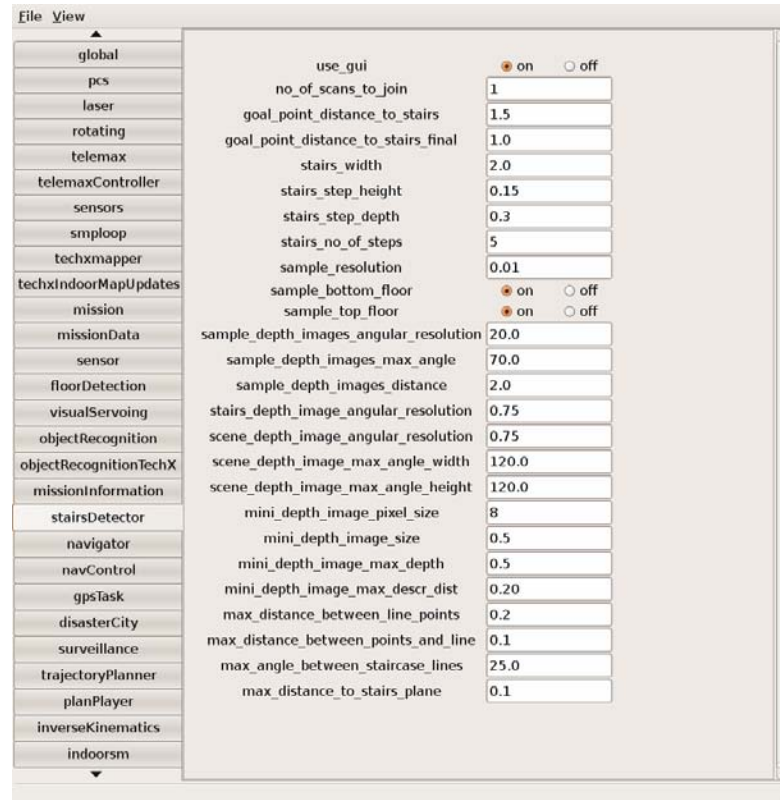 File View
global
pcs
laser
rotating
telemax
telemaxController
sensors
smploop
techxmapper
techxIndoorMapUpdates
mission
missionData
sensor
floorDetection
visualServoing
objectRecognition
objectRecognitionTechX
missionInformation
stairsDetector
navigator
navControl
gpsTask
disasterCity
surveillance
trajectoryPlanner
planPlayer
inverseKinematics
indoorsm
use_gui on off
no_of_scans_to_join 1
goal_point_distance_to_stairs 1.5
goal_point_distance_to_stairs_final 1.0
stairs_width 2.0
stairs_step_height 0.15
stairs_step_depth 0.3
stairs_no_of_steps 5
sample_resolution 0.01
sample_bottom_floor on off
sample_top_floor on off
sample_depth_images_angular_resolution 20.0
sample_depth_images_max_angle 70.0
sample_depth_images_distance 2.0
stairs_depth_image_angular_resolution 0.75
scene_depth_image_angular_resolution 0.75
scene_depth_image_max_angle_width 120.0
scene_depth_image_max_angle_height 120.0
mini_depth_image_pixel_size 8
mini_depth_image_size 0.5
mini_depth_image_max_depth 0.5
mini_depth_image_max_descr_dist 0.20
max_distance_between_line_points 0.2
max_distance_between_points_and_line 0.1
max_angle_between_staircase_lines 25.0
max_distance_to_stairs_plane 0.1